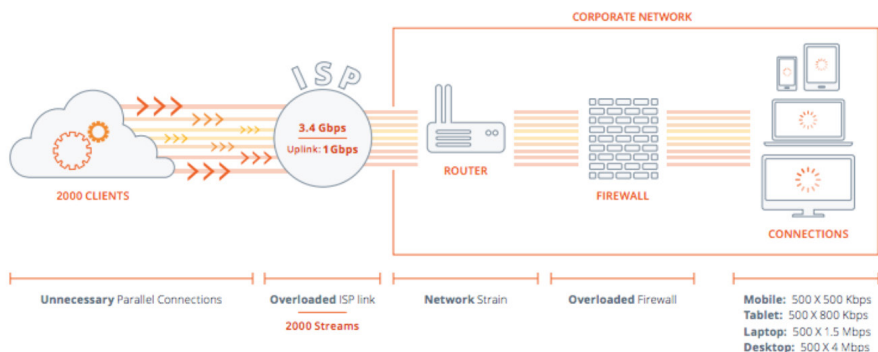 CORPORATE NETWORK
ISP
3.4 Gbps
Uplink: 1Gbps
2000 CLIENTS
ROUTER
FIREWALL
CONNECTIONS
Unnecessary Parallel Connections
Overloaded ISP link
2000 Streams
Network Strain
Overloaded Firewall
Mobile: 500 X 500 Kbps
Tablet: 500 X 800 Kbps
Laptop: 500 X 1.5 Mbps
Desktop: 500 X 4 Mbps